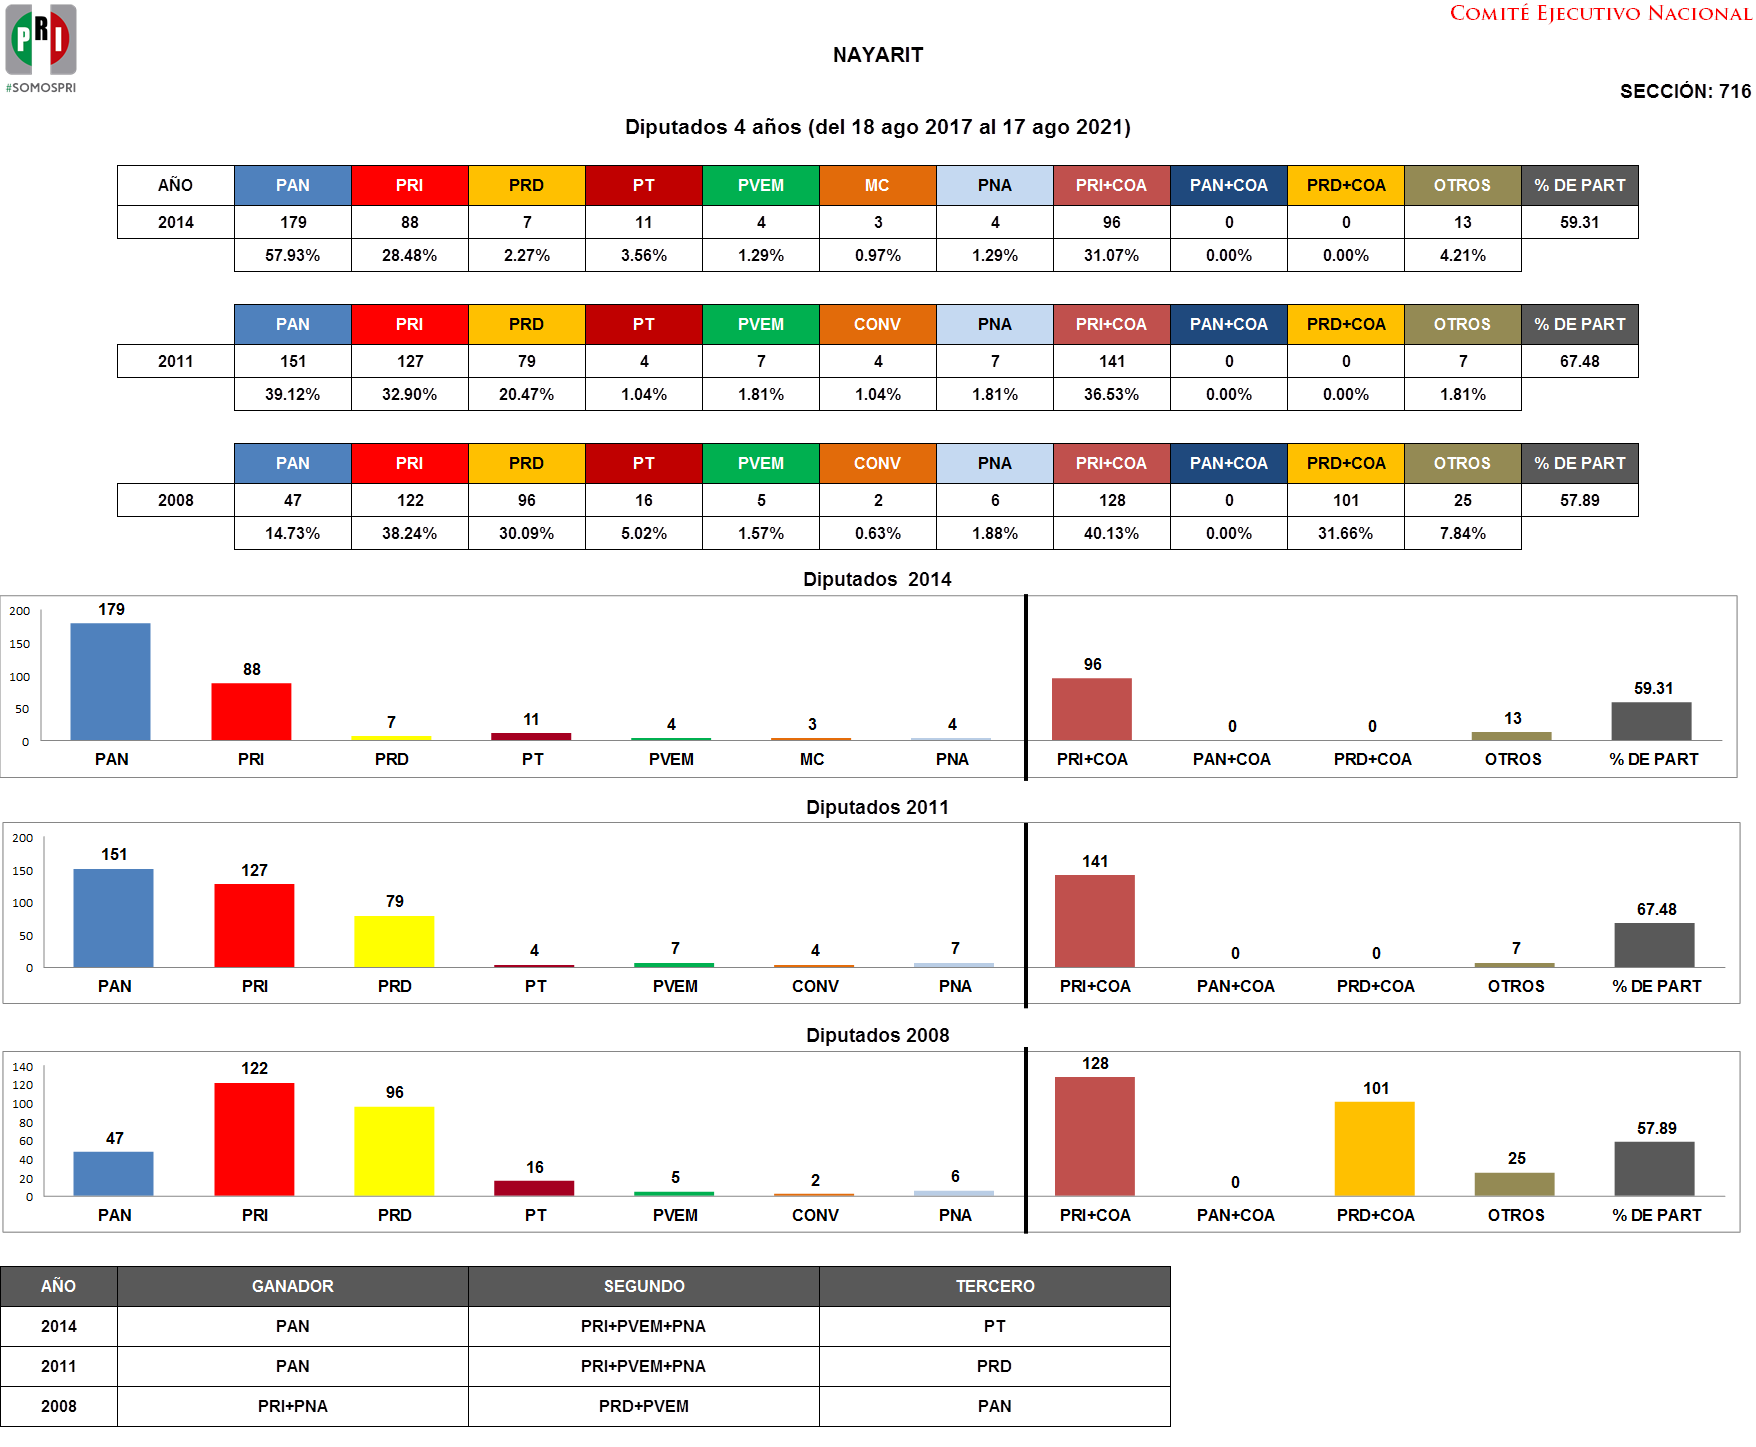 COMITÉ EJECUTIVO NACIONAL
PRI
#SOMOSPRI
NAYARIT
SECCIÓN: 716
Diputados 4 años (del 18 ago 2017 al 17 ago 2021)
AÑO PAN PRI PRD PT PVEM MC PNA PRI+COA PAN+COA PRD+COA OTROS % DE PART
2014 179 88 7 11 4 3 4 96 0 0 13 59.31
57.93% 28.48% 2.27% 3.56% 1.29% 0.97% 1.29% 31.07% 0.00% 0.00% 4.21%
PAN PRI PRD PT PVEM CONV PNA PRI+COA PAN+COA PRD+COA OTROS % DE PART
2011 151 127 79 4 7 4 7 141 0 0 7 67.48
39.12% 32.90% 20.47% 1.04% 1.81% 1.04% 1.81% 36.53% 0.00% 0.00% 1.81%
PAN PRI PRD PT PVEM CONV PNA PRI+COA PAN+COA PRD+COA OTROS % DE PART
2008 47 122 96 16 5 2 6 128 0 101 25 57.89
14.73% 38.24% 30.09% 5.02% 1.57% 0.63% 1.88% 40.13% 0.00% 31.66% 7.84%
Diputados  2014
200
150
100
50
0
179 88 7 11 4 3 4 96 0 0 13 59.31
PAN PRI PRD PT PVEM MC PNA PRI+COA PAN+COA PRD+COA OTROS % DE PART
Diputados 2011
200
150
100
50
0
151 127 79 4 7 4 7 141 0 0 7 67.48
PAN PRI PRD PT PVEM CONV PNA PRI+COA PAN+COA PRD+COA OTROS % DE PART
Diputados 2008
140
120
100
80
60
40
20
0
47 122 96 16 5 2 6 128 0 101 25 57.89
PAN PRI PRD PT PVEM CONV PNA PRI+COA PAN+COA PRD+COA OTROS % DE PART
AÑO GANADOR SEGUNDO TERCERO
2014 PAN PRI+PVEM+PNA PT
2011 PAN PRI+PVEM+PNA PRD
2008 PRI+PNA PRD+PVEM PAN